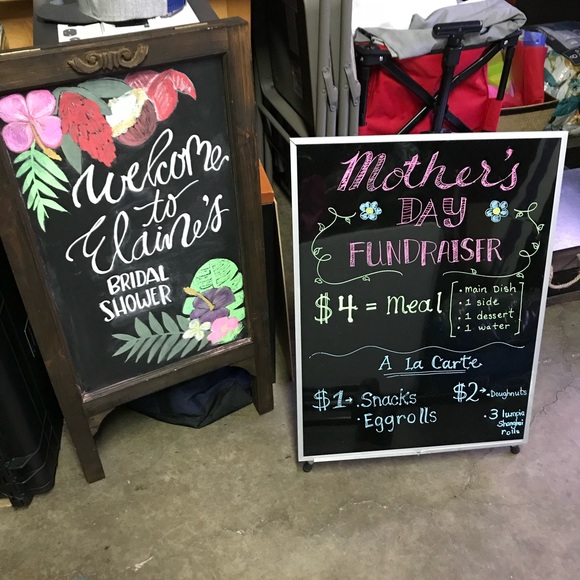 Welcome
to
Elaine's
BRIDAL
SHOWER
Mother's
DAY
FUNDRAISER
$4 = Meal
• Main Dish
• 1 side
• 1 dessert
• 1 water
A La Carte
$1 → • Snacks
• Eggrolls
$2 → • Doughnuts
• 3 lumpia
Shanghai
rolls